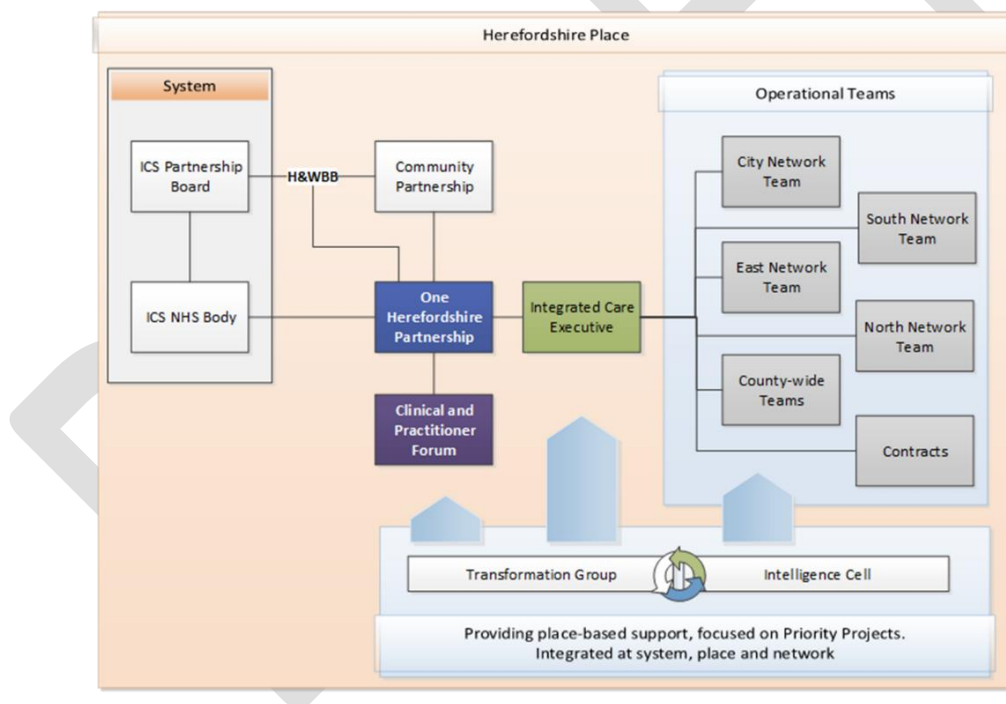 Herefordshire Place
System
ICS Partnership
Board
H&WBB
Community
Partnership
ICS NHS Body
One
Herefordshire
Partnership
Integrated Care
Executive
Clinical and
Practitioner
Forum
Operational Teams
City Network
Team
South Network
Team
East Network
Team
North Network
Team
County-wide
Teams
Contracts
Transformation Group
Intelligence Cell
Providing place-based support, focused on Priority Projects.
Integrated at system, place and network